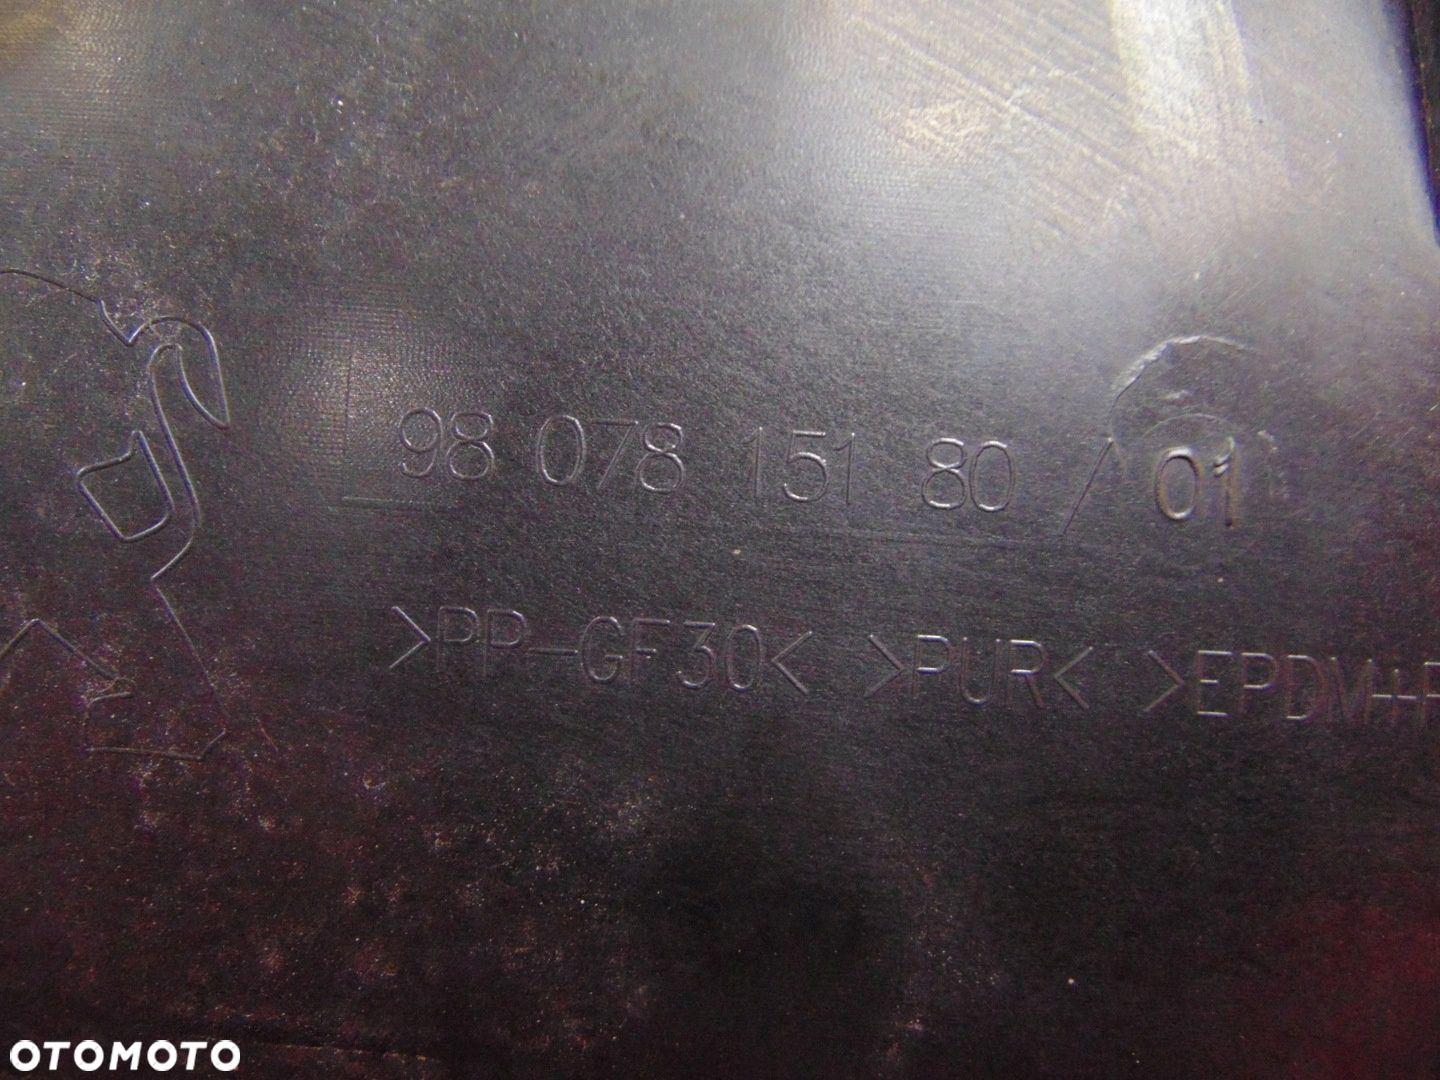 98 078 151 80 / 01
>PP-GF30< >PUR< >EPDM+P
OTOMOTO